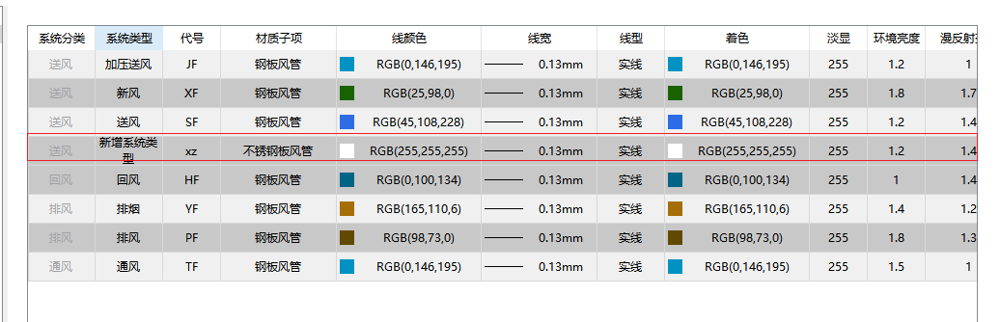 系统分类 系统类型 代号 材质子项 线颜色 线宽 线型 着色 淡显 环境亮度 漫反射
送风 加压送风 JF 钢板风管 RGB(0,146,195) 0.13mm 实线 RGB(0,146,195) 255 1.2 1
送风 新风 XF 钢板风管 RGB(25,98,0) 0.13mm 实线 RGB(25,98,0) 255 1.8 1.7
送风 送风 SF 钢板风管 RGB(45,108,228) 0.13mm 实线 RGB(45,108,228) 255 1.2 1.4
送风 新增系统类型 xz 不锈钢板风管 RGB(255,255,255) 0.13mm 实线 RGB(255,255,255) 255 1.2 1.4
回风 回风 HF 钢板风管 RGB(0,100,134) 0.13mm 实线 RGB(0,100,134) 255 1 1.4
排风 排烟 YF 钢板风管 RGB(165,110,6) 0.13mm 实线 RGB(165,110,6) 255 1.4 1.2
排风 排风 PF 钢板风管 RGB(98,73,0) 0.13mm 实线 RGB(98,73,0) 255 1.8 1.3
通风 通风 TF 钢板风管 RGB(0,146,195) 0.13mm 实线 RGB(0,146,195) 255 1.5 1